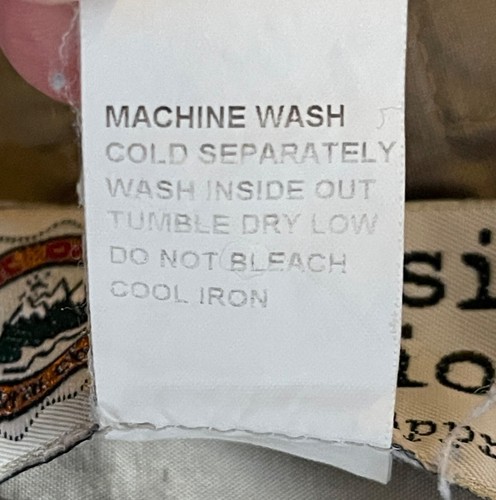 MACHINE WASH
COLD SEPARATELY
WASH INSIDE OUT
TUMBLE DRY LOW
DO NOT BLEACH
COOL IRON